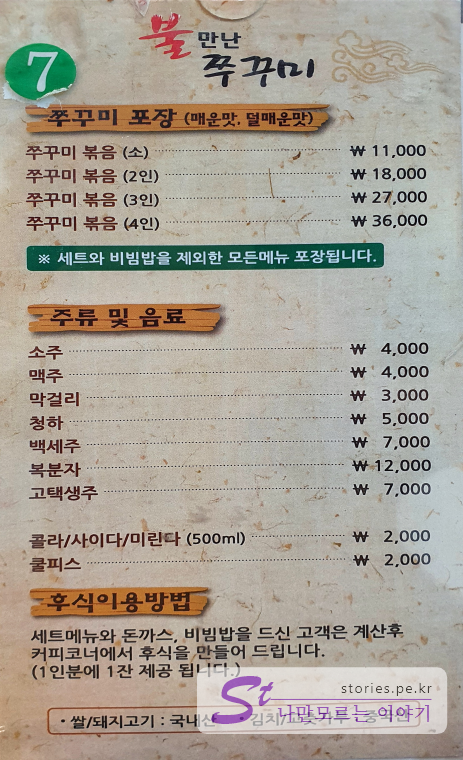 7
불만난
쭈꾸미
쭈꾸미 포장 (매운맛, 덜매운맛)
쭈꾸미 볶음 (소) ₩ 11,000
쭈꾸미 볶음 (2인) ₩ 18,000
쭈꾸미 볶음 (3인) ₩ 27,000
쭈꾸미 볶음 (4인) ₩ 36,000
※ 세트와 비빔밥을 제외한 모든메뉴 포장됩니다.
주류 및 음료
소주 ₩ 4,000
맥주 ₩ 4,000
막걸리 ₩ 3,000
청하 ₩ 5,000
백세주 ₩ 7,000
복분자 ₩ 12,000
고택생주 ₩ 7,000
콜라/사이다/미린다 (500ml) ₩ 2,000
쿨피스 ₩ 2,000
후식이용방법
세트메뉴와 돈까스, 비빔밥을 드신 고객은 계산후
커피코너에서 후식을 만들어 드립니다.
(1인분에 1잔 제공 됩니다.)
• 쌀/돼지고기 : 국내산 • 김치/고춧가루 : 중국산
St stories.pe.kr
나만모르는 이야기